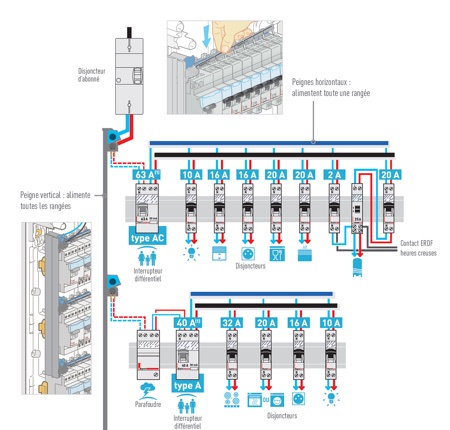 Disjoncteur
d'abonné
Peignes horizontaux :
alimentent toute une rangée
Peigne vertical : alimente
toutes les rangées
63 A(1)
10 A
16 A
16 A
20 A
20 A
2 A
20 A
type AC
Interrupteur
différentiel
Disjoncteurs
Contact ERDF
heures creuses
40 A(1)
32 A
20 A
16 A
10 A
type A
Parafoudre
Interrupteur
différentiel
OU
Disjoncteurs